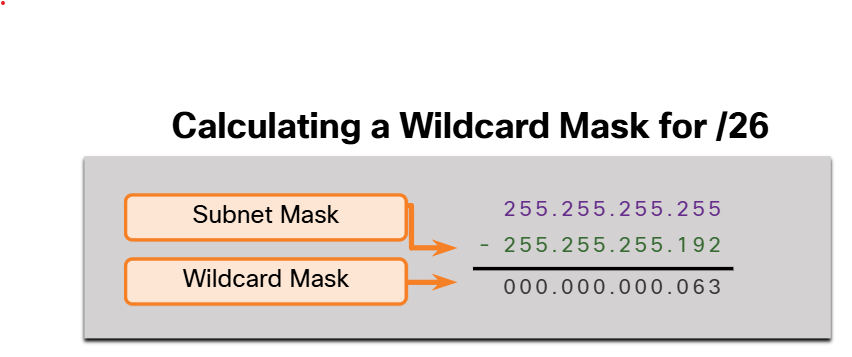 Calculating a Wildcard Mask for /26
Subnet Mask
255.255.255.255
- 255.255.255.192
Wildcard Mask
000.000.000.063